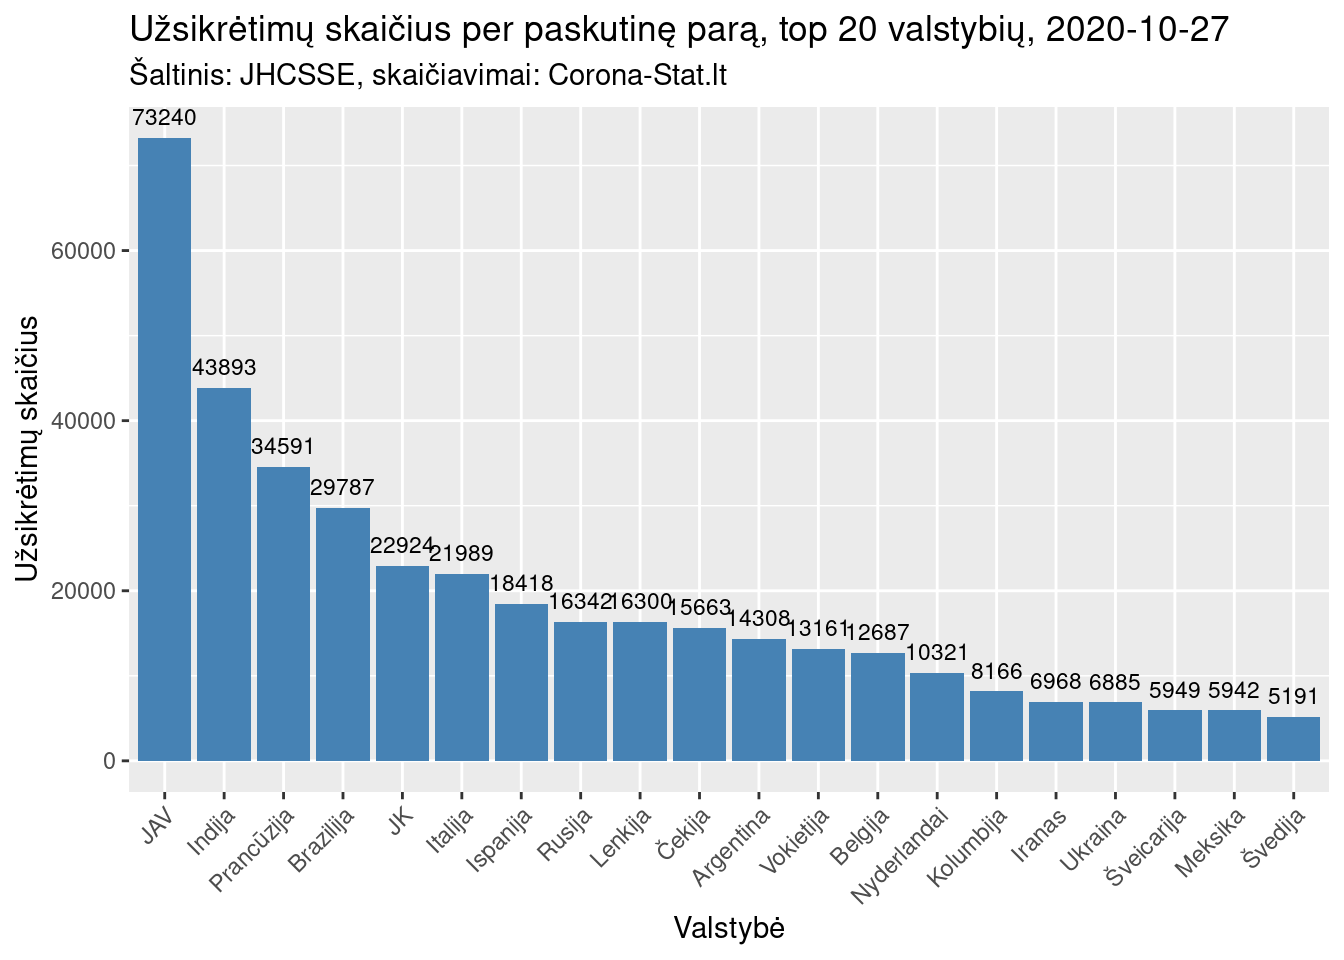 Užsikrėtimų skaičius per paskutinę parą, top 20 valstybių, 2020-10-27
Šaltinis: JHCSSE, skaičiavimai: Corona-Stat.lt
Užsikrėtimų skaičius
60000
40000
20000
0
73240
43893
34591
29787
22924
21989
18418
16342
16300
15663
14308
13161
12687
10321
8166
6968
6885
5949
5942
5191
JAV
Indija
Prancūzija
Brazilija
JK
Italija
Ispanija
Rusija
Lenkija
Čekija
Argentina
Vokietija
Belgija
Nyderlandai
Kolumbija
Iranas
Ukraina
Šveicarija
Meksika
Švedija
Valstybė